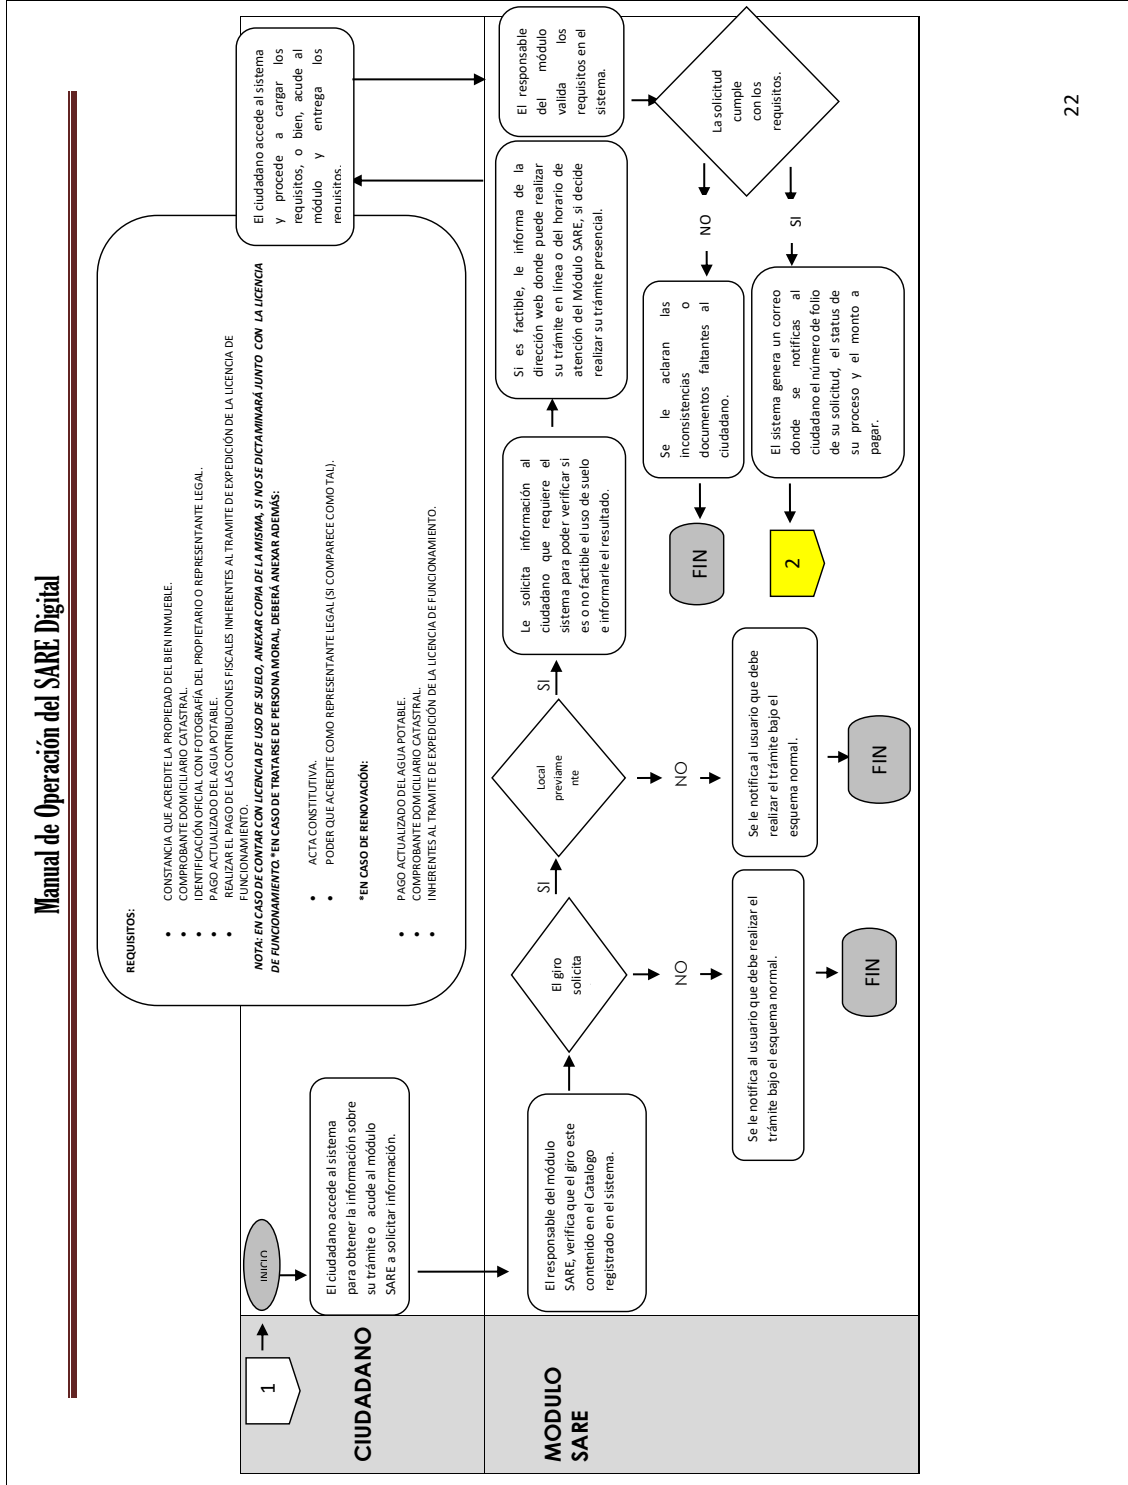 Manual de Operación del SARE Digital
REQUISITOS:
• CONSTANCIA QUE ACREDITE LA PROPIEDAD DEL BIEN INMUEBLE.
• COMPROBANTE DOMICILIARIO CATASTRAL.
• IDENTIFICACIÓN OFICIAL CON FOTOGRAFÍA DEL PROPIETARIO O REPRESENTANTE LEGAL.
• PAGO ACTUALIZADO DEL AGUA POTABLE.
• REALIZAR EL PAGO DE LAS CONTRIBUCIONES FISCALES INHERENTES AL TRAMITE DE EXPEDICIÓN DE LA LICENCIA DE
FUNCIONAMIENTO.
NOTA: EN CASO DE CONTAR CON LICENCIA DE USO DE SUELO, ANEXAR COPIA DE LA MISMA, SI NO SE DICTAMINARÁ JUNTO CON LA LICENCIA
DE FUNCIONAMIENTO.*EN CASO DE TRATARSE DE PERSONA MORAL, DEBERÁ ANEXAR ADEMÁS:
• ACTA CONSTITUTIVA.
• PODER QUE ACREDITE COMO REPRESENTANTE LEGAL (SI COMPARECE COMO TAL).
*EN CASO DE RENOVACIÓN:
• PAGO ACTUALIZADO DEL AGUA POTABLE.
• COMPROBANTE DOMICILIARIO CATASTRAL.
• INHERENTES AL TRAMITE DE EXPEDICIÓN DE LA LICENCIA DE FUNCIONAMIENTO.
1
CIUDADANO
INICIO
El ciudadano accede al sistema
para obtener la información sobre
su trámite o acude al módulo
SARE a solicitar información.
El ciudadano accede al sistema
y procede a cargar los
requisitos, o bien, acude al
módulo y entrega los
requisitos.
MODULO
SARE
El responsable del módulo
SARE, verifica que el giro este
contenido en el Catalogo
registrado en el sistema.
El giro
solicita
SI
NO
Se le notifica al usuario que debe realizar el
trámite bajo el esquema normal.
FIN
Local
previame
nte
SI
NO
Se le notifica al usuario que debe
realizar el trámite bajo el
esquema normal.
FIN
Le solicita información al
ciudadano que requiere el
sistema para poder verificar si
es o no factible el uso de suelo
e informarle el resultado.
Si es factible, le informa de la
dirección web donde puede realizar
su trámite en línea o del horario de
atención del Módulo SARE, si decide
realizar su trámite presencial.
El responsable
del módulo
valida los
requisitos en el
sistema.
La solicitud
cumple
con los
requisitos.
NO
Se le aclaran las
inconsistencias o
documentos faltantes al
ciudadano.
FIN
SI
El sistema genera un correo
donde se notificas al
ciudadano el número de folio
de su solicitud, el status de
su proceso y el monto a
pagar.
2
22